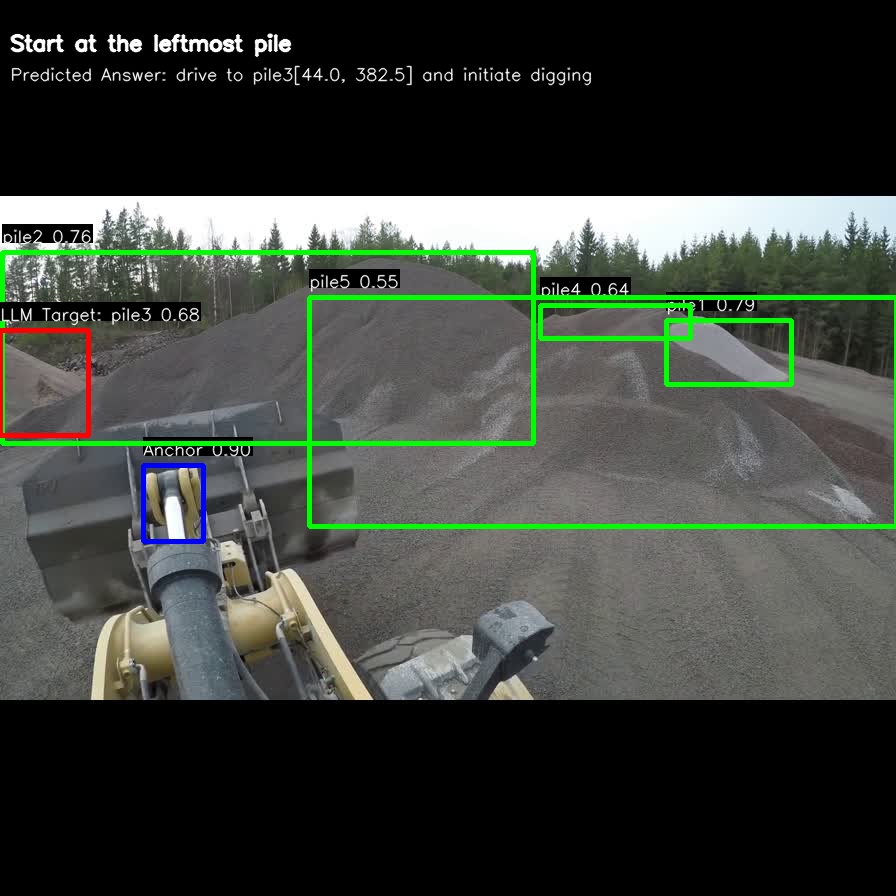 Start at the leftmost pile
Predicted Answer: drive to pile3[44.0, 382.5] and initiate digging
pile2 0.76
pile5 0.55
pile4 0.64
pile1 0.79
LLM Target: pile3 0.68
Anchor 0.90